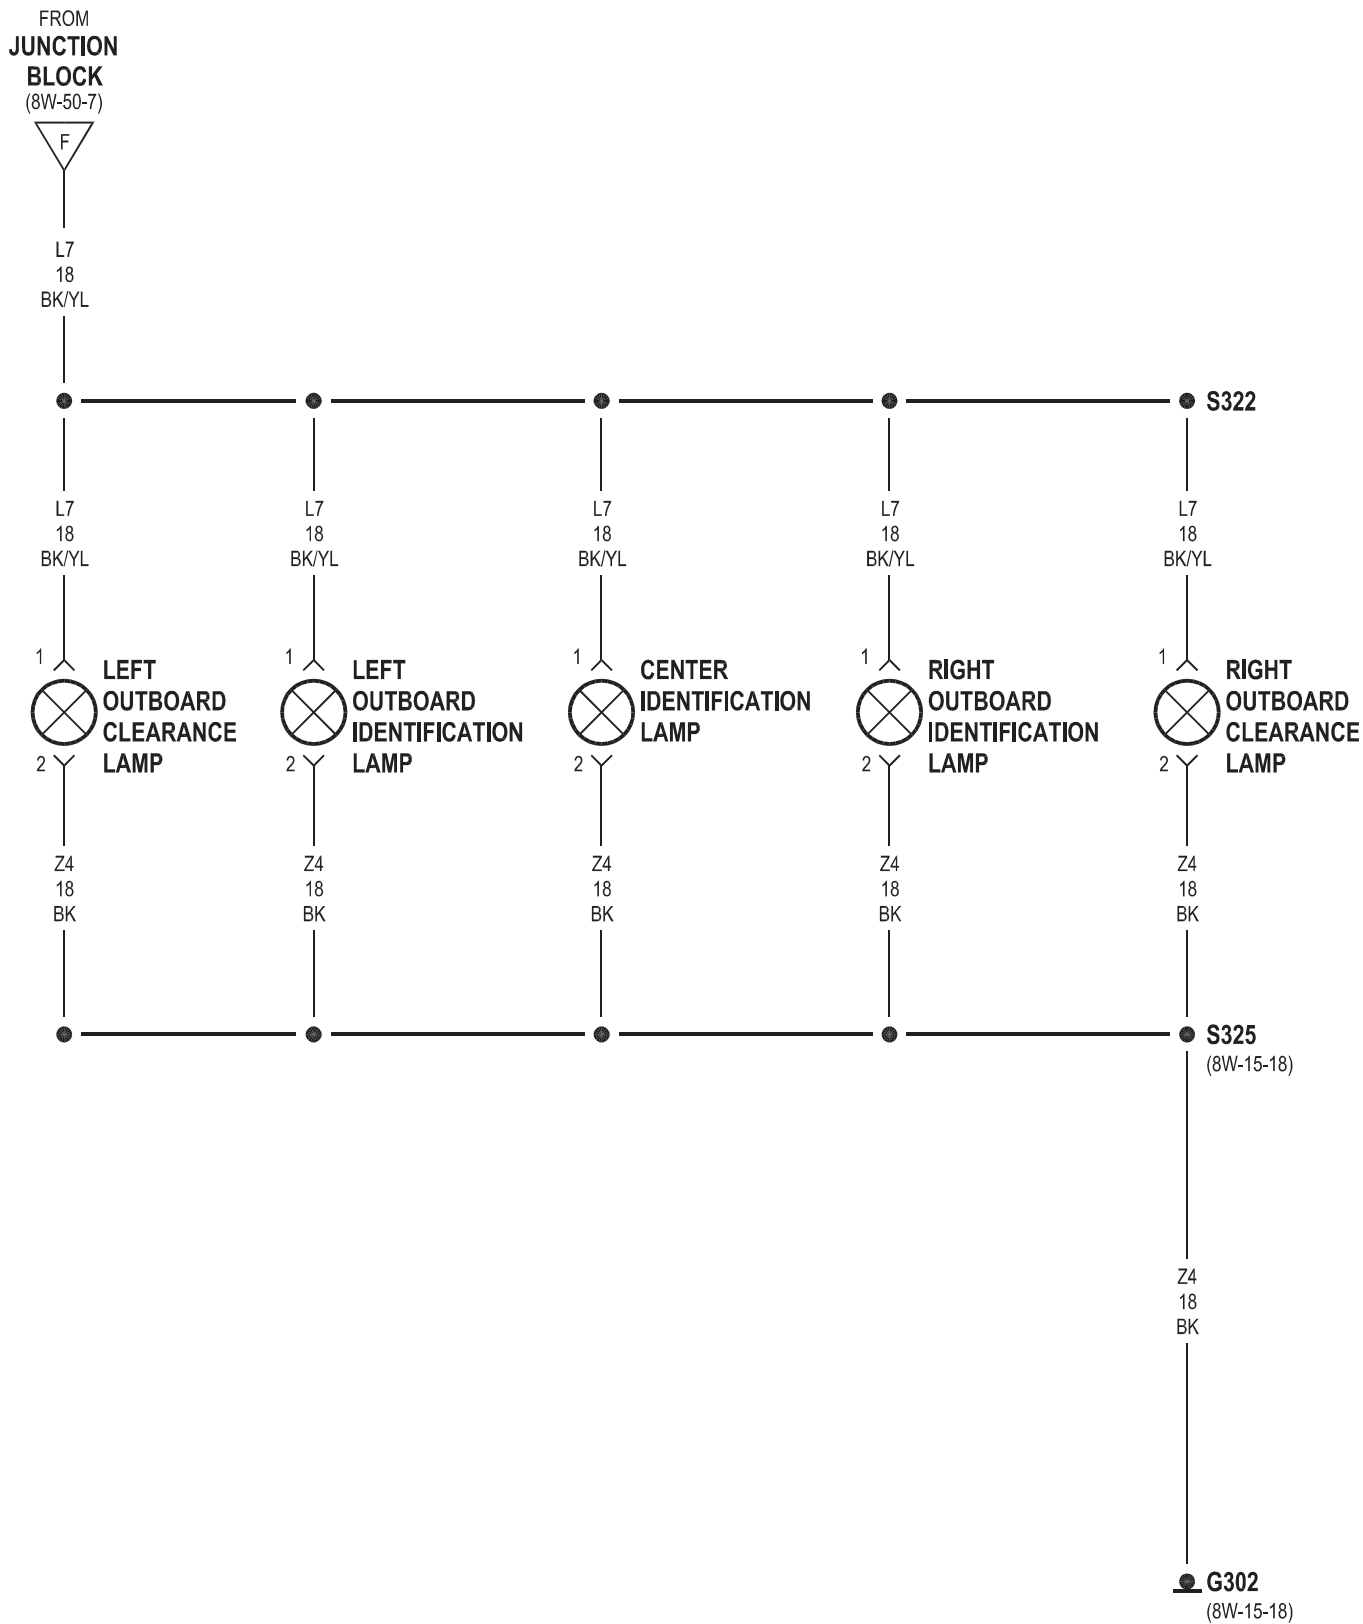 FROM
JUNCTION
BLOCK
(8W-50-7)
F
L7
18
BK/YL
S322
L7 L7 L7 L7 L7
18 18 18 18 18
BK/YL BK/YL BK/YL BK/YL BK/YL
1 1 1 1 1
LEFT
OUTBOARD
CLEARANCE
LAMP
LEFT
OUTBOARD
IDENTIFICATION
LAMP
CENTER
IDENTIFICATION
LAMP
RIGHT
OUTBOARD
IDENTIFICATION
LAMP
RIGHT
OUTBOARD
CLEARANCE
LAMP
2 2 2 2 2
Z4 Z4 Z4 Z4 Z4
18 18 18 18 18
BK BK BK BK BK
S325
(8W-15-18)
Z4
18
BK
G302
(8W-15-18)